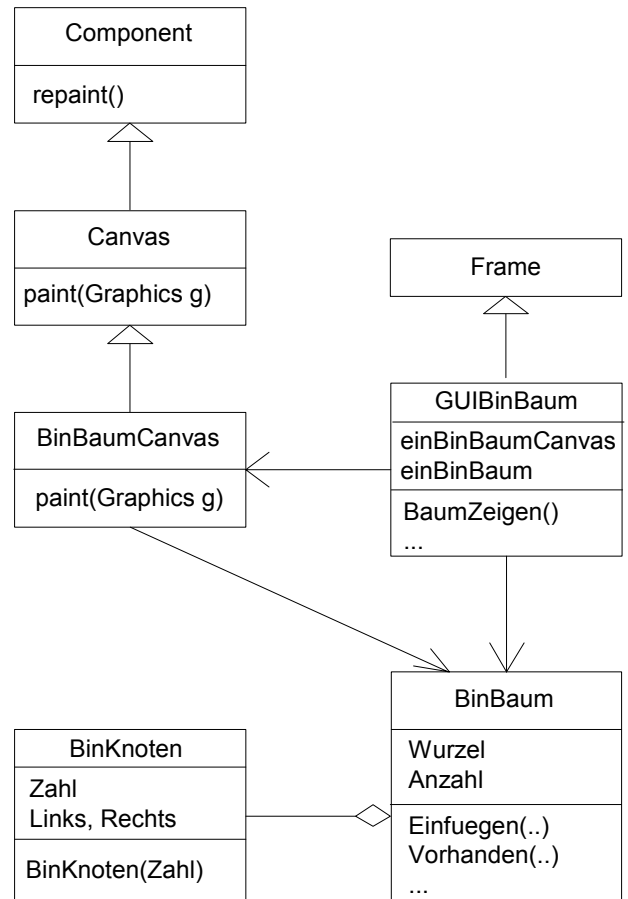 Component
repaint()
Canvas
paint(Graphics g)
Frame
BinBaumCanvas
paint(Graphics g)
GUIBinBaum
einBinBaumCanvas
einBinBaum
BaumZeigen()
...
BinKnoten
Zahl
Links, Rechts
BinKnoten(Zahl)
BinBaum
Wurzel
Anzahl
Einfuegen(..)
Vorhanden(..)
...